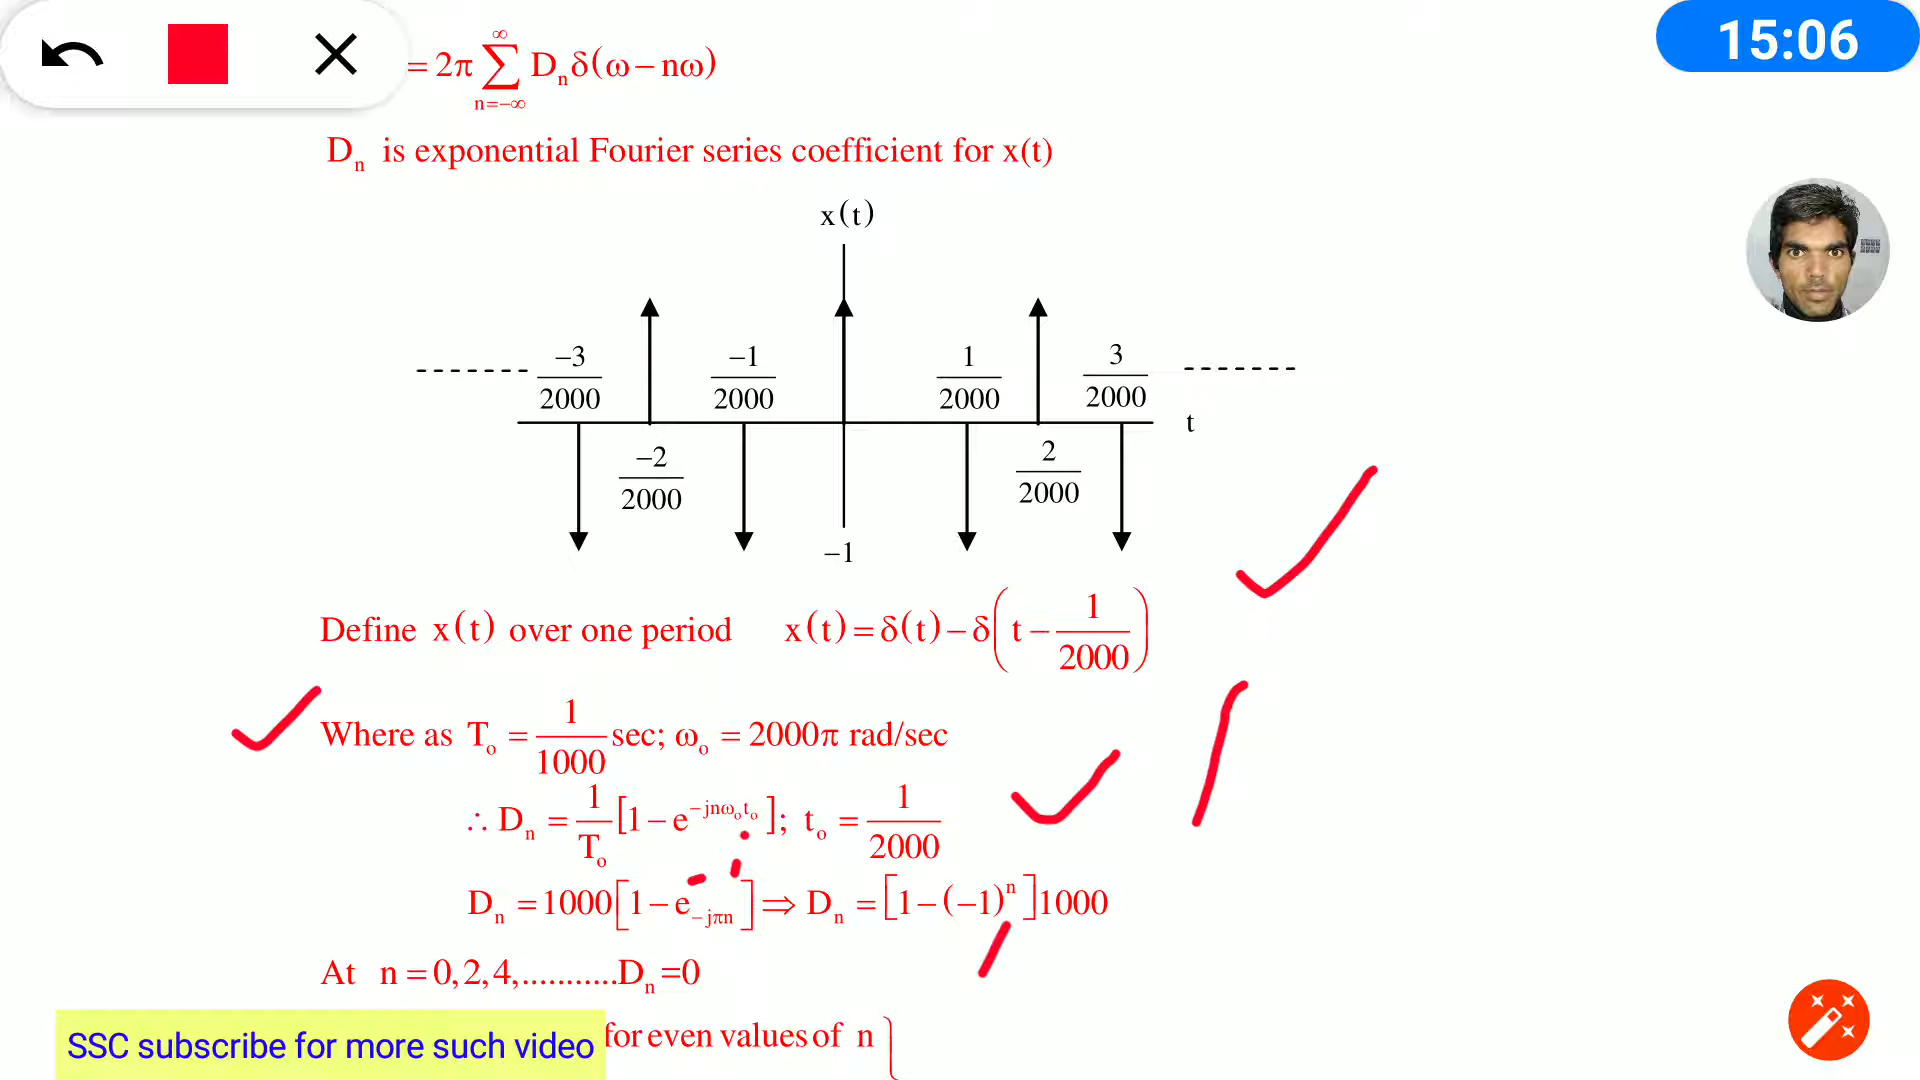 15:06
= 2π ∑_{n=−∞}^{∞} D_n δ(ω − nω)
D_n is exponential Fourier series coefficient for x(t)
x(t)
−3/2000 −1/2000 1/2000 3/2000
t
−2/2000 2/2000
−1
Define x(t) over one period x(t) = δ(t) − δ(t − 1/2000)
Where as T_o = 1/1000 sec; ω_o = 2000π rad/sec
∴ D_n = 1/T_o [1 − e^{−jnω_o t_o}]; t_o = 1/2000
D_n = 1000[1 − e_{−jπn}] ⇒ D_n = [1 − (−1)^n]1000
At n = 0, 2, 4,...........D_n =0
SSC subscribe for more such video for even values of n